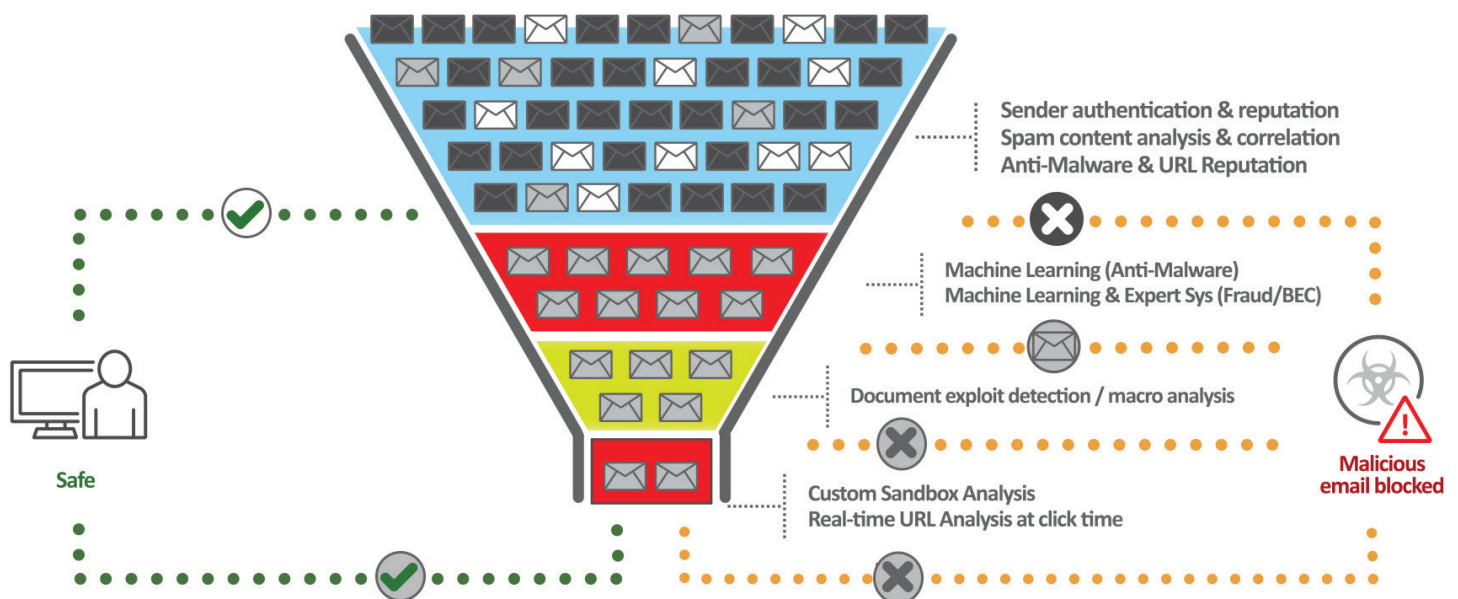 Sender authentication & reputation
Spam content analysis & correlation
Anti-Malware & URL Reputation
Machine Learning (Anti-Malware)
Machine Learning & Expert Sys (Fraud/BEC)
Document exploit detection / macro analysis
Safe
Malicious
email blocked
Custom Sandbox Analysis
Real-time URL Analysis at click time